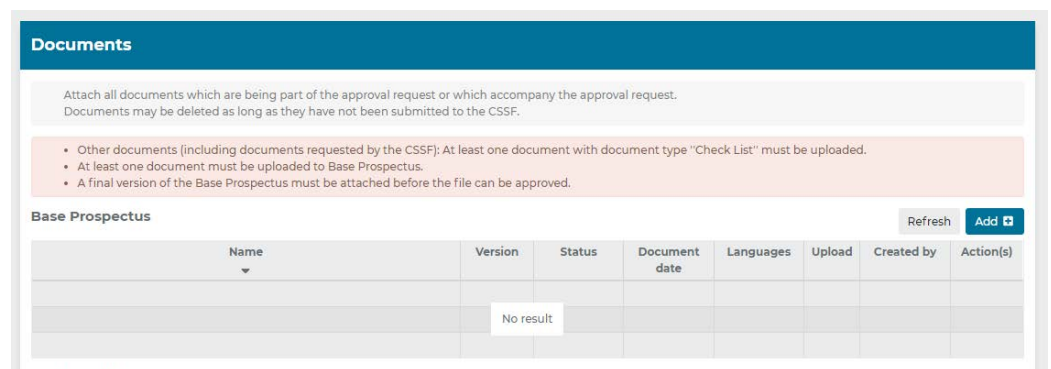 Documents
Attach all documents which are being part of the approval request or which accompany the approval request.
Documents may be deleted as long as they have not been submitted to the CSSF.
• Other documents (including documents requested by the CSSF): At least one document with document type "Check List" must be uploaded.
• At least one document must be uploaded to Base Prospectus.
• A final version of the Base Prospectus must be attached before the file can be approved.
Base Prospectus
Refresh Add
Name Version Status Document date Languages Upload Created by Action(s)
No result